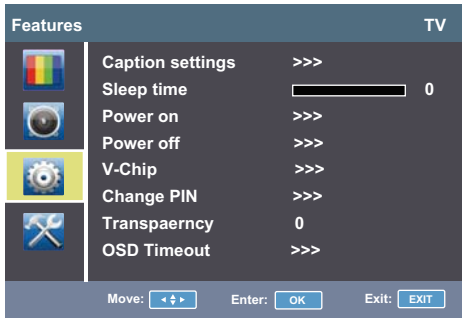 Features TV
Caption settings >>>
Sleep time 0
Power on >>>
Power off >>>
V-Chip >>>
Change PIN >>>
Transpaerncy 0
OSD Timeout >>>
Move: Enter: OK Exit: EXIT